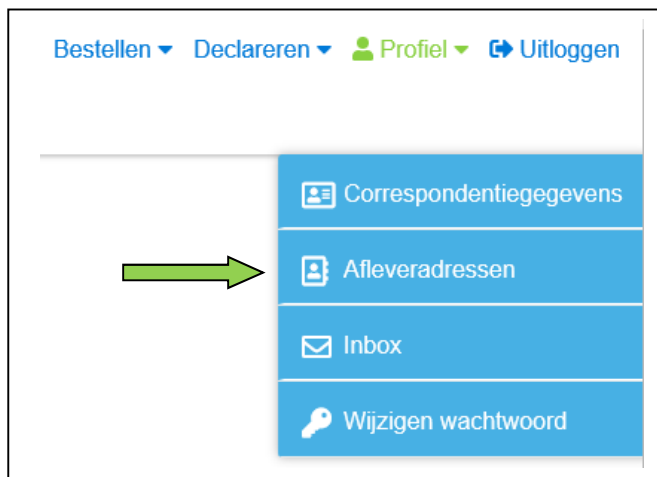 Bestellen Declareren Profiel Uitloggen
Correspondentiegegevens
Afleveradressen
Inbox
Wijzigen wachtwoord